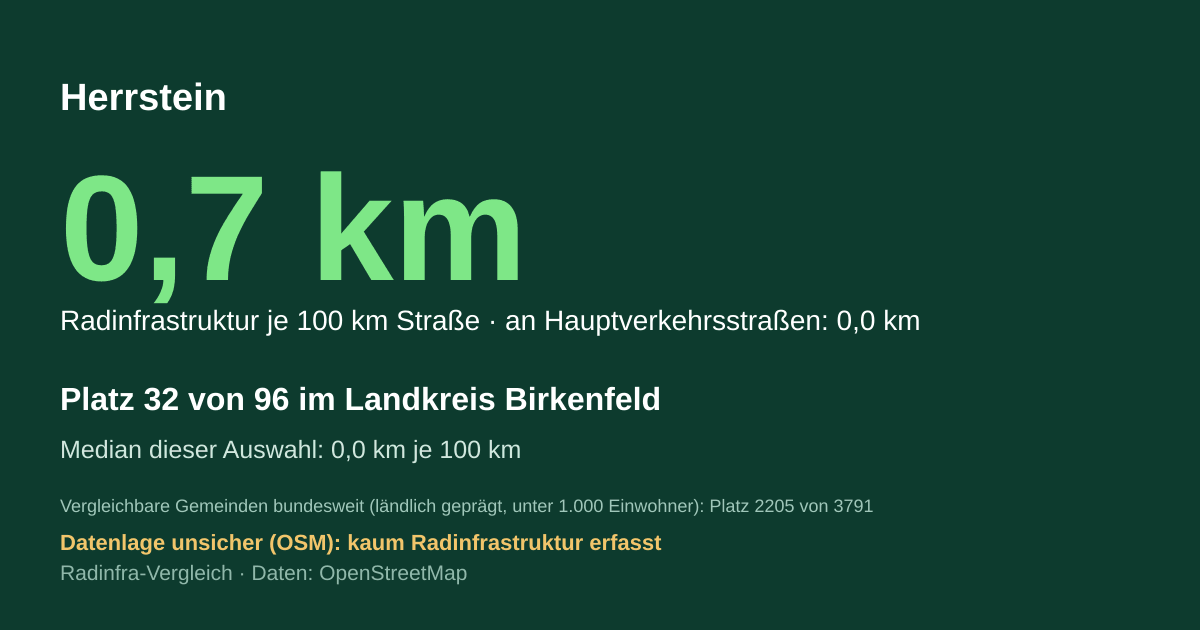 Herrstein
0,7 km
Radinfrastruktur je 100 km Straße · an Hauptverkehrsstraßen: 0,0 km
Platz 32 von 96 im Landkreis Birkenfeld
Median dieser Auswahl: 0,0 km je 100 km
Vergleichbare Gemeinden bundesweit (ländlich geprägt, unter 1.000 Einwohner): Platz 2205 von 3791
Datenlage unsicher (OSM): kaum Radinfrastruktur erfasst
Radinfra-Vergleich · Daten: OpenStreetMap